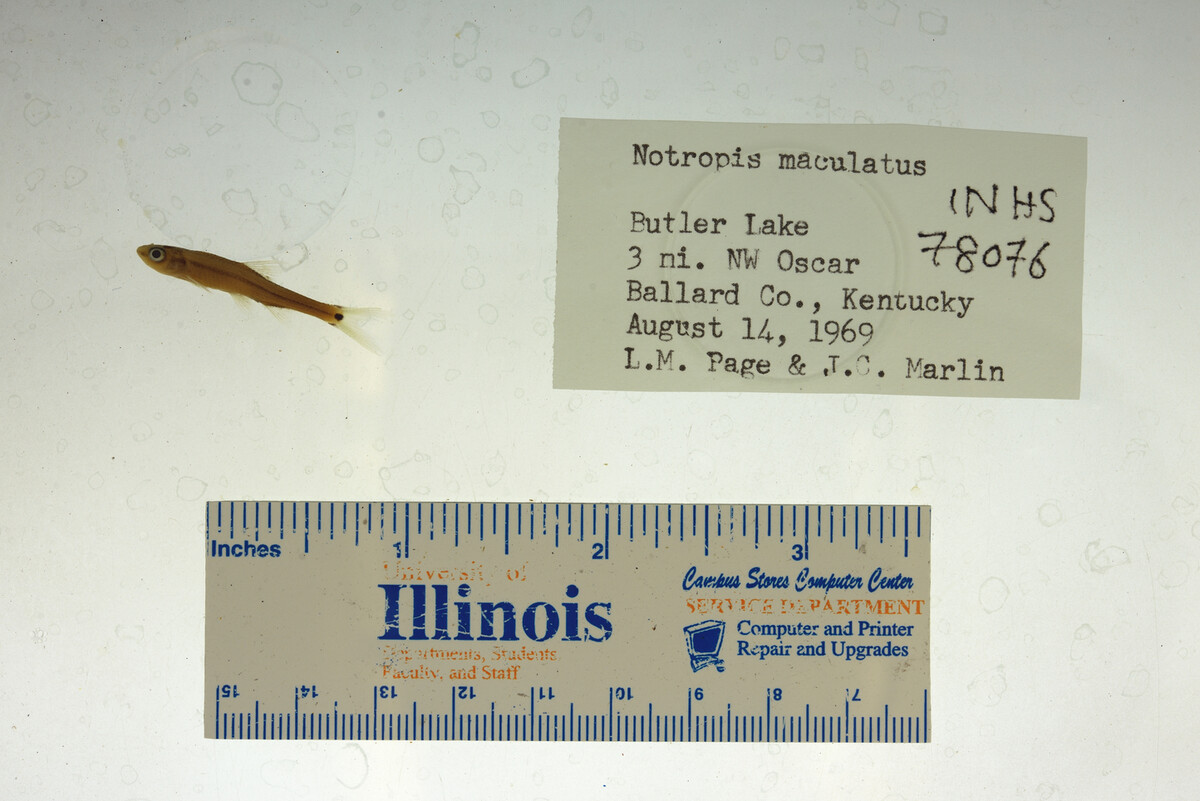 Notropis maculatus
INHS
78076
Butler Lake
3 mi. NW Oscar
Ballard Co., Kentucky
August 14, 1969
L.M. Page & J.C. Marlin
Inches 1 2 3
University of
Illinois
Departments, Students
Faculty, and Staff
Campus Stores Computer Center
SERVICE DEPARTMENT
Computer and Printer
Repair and Upgrades
15 14 13 12 11 10 9 8 7